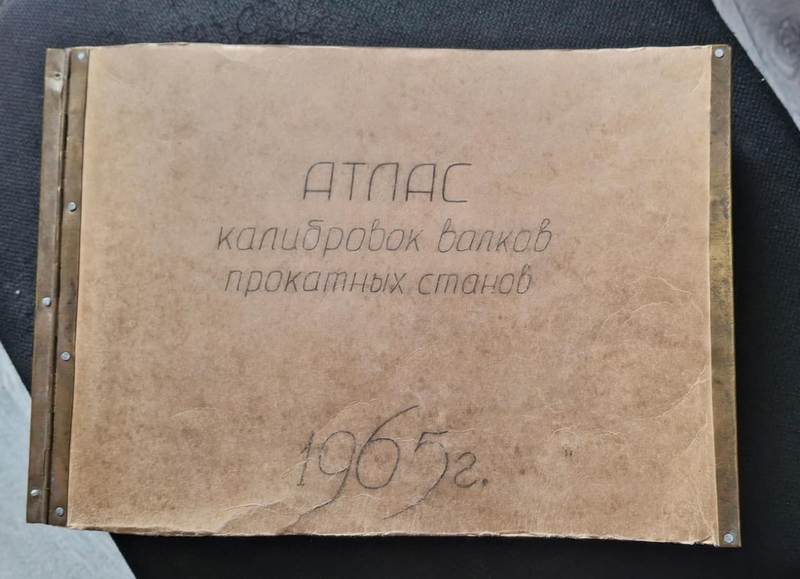 АТЛАС
калибровок валков
прокатных станов
1965г.